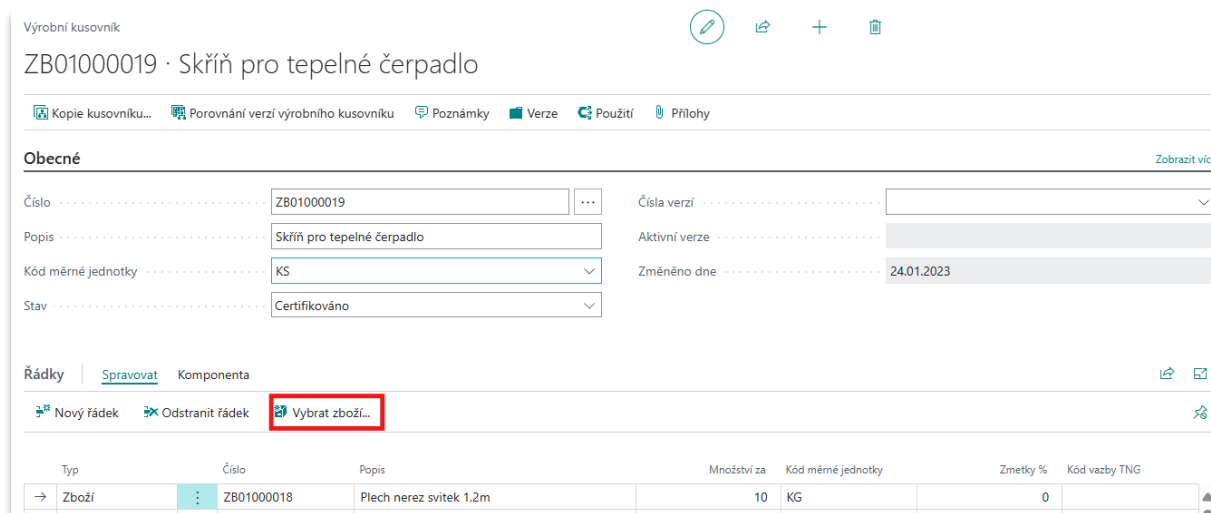 Výrobní kusovník
ZB01000019 · Skříň pro tepelné čerpadlo
Kopie kusovníku... Porovnání verzí výrobního kusovníku Poznámky Verze Použití Přílohy
Obecné Zobrazit víc
Číslo ZB01000019 Čísla verzí
Popis Skříň pro tepelné čerpadlo Aktivní verze
Kód měrné jednotky KS Změněno dne 24.01.2023
Stav Certifikováno
Řádky Spravovat Komponenta
Nový řádek Odstranit řádek Vybrat zboží...
Typ Číslo Popis Množství za Kód měrné jednotky Zmetky % Kód vazby TNG
Zboží ZB01000018 Plech nerez svitek 1,2m 10 KG 0